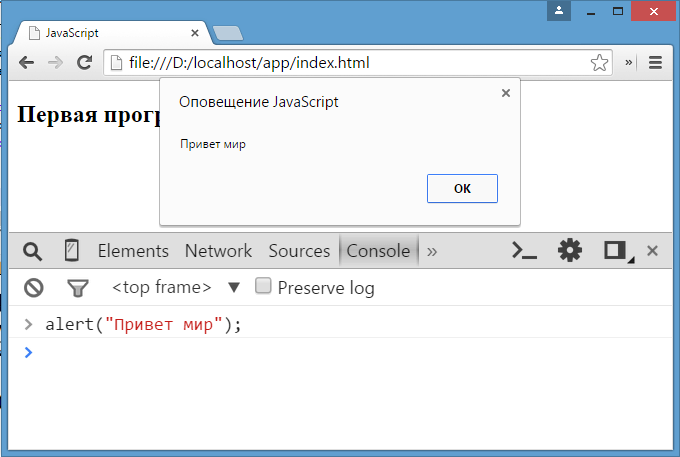 JavaScript
file:///D:/localhost/app/index.html
Оповещение JavaScript
Первая
Привет мир
OK
Elements Network Sources Console »
<top frame> ▼ Preserve log
> alert("Привет мир");
>